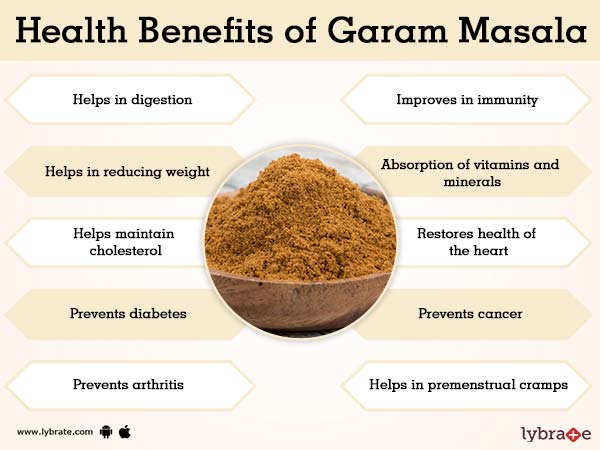 Health Benefits of Garam Masala
Helps in digestion
Improves in immunity
Helps in reducing weight
Absorption of vitamins and
minerals
Helps maintain
cholesterol
Restores health of
the heart
Prevents diabetes
Prevents cancer
Prevents arthritis
Helps in premenstrual cramps
www.lybrate.com
lybrate